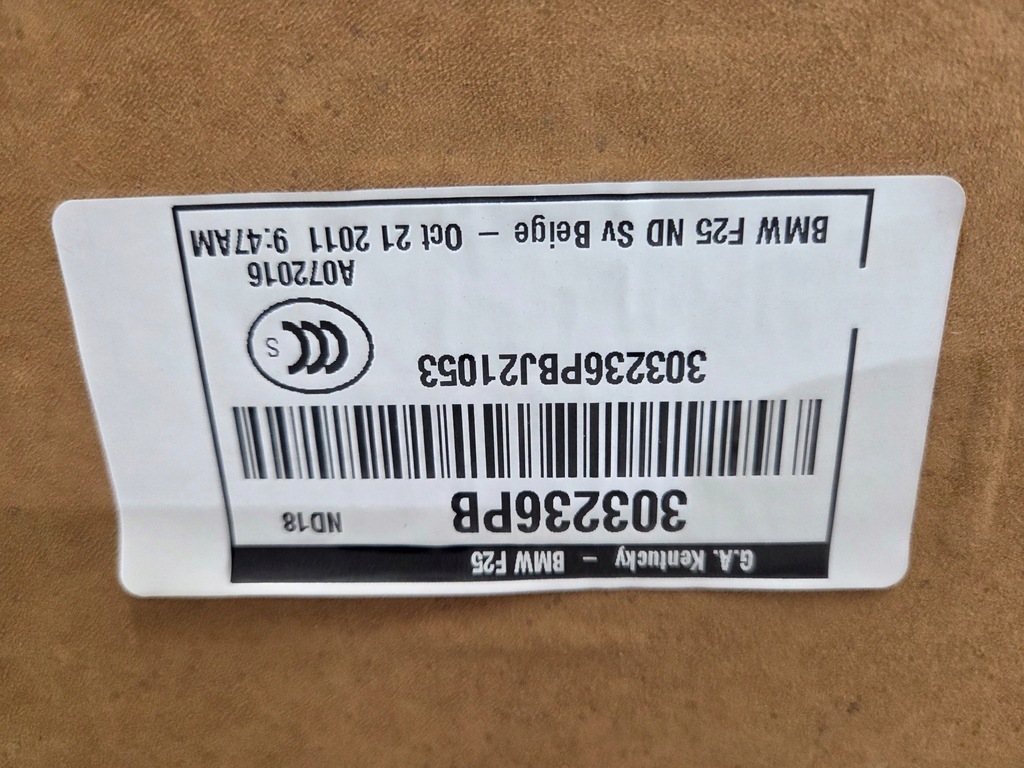 G.A. Kentucky - BMW F25
303236PB ND18
303236PBJ21053
S
A072016
BMW F25 ND Sv Beige - Oct 21 2011 9:47AM